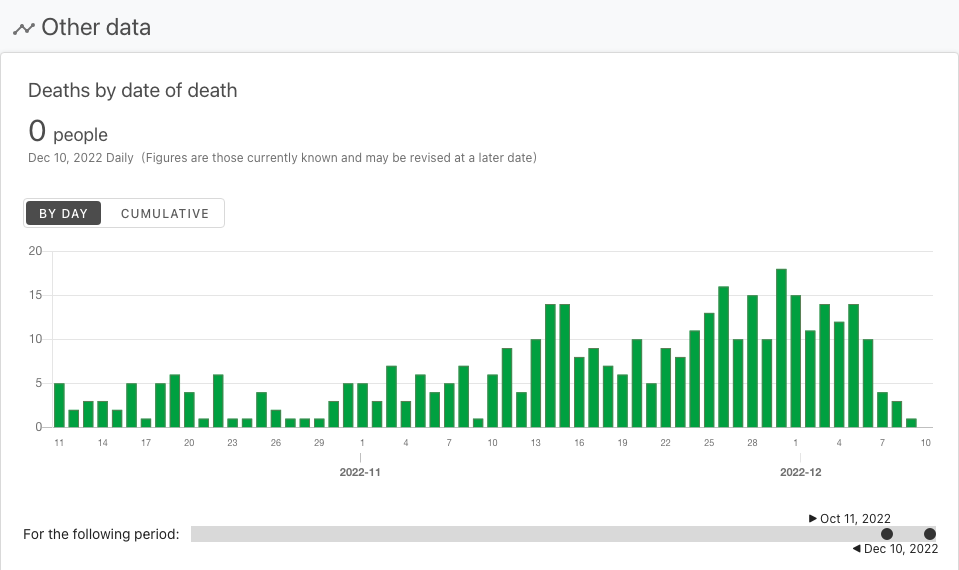 Other data
Deaths by date of death
0 people
Dec 10, 2022 Daily (Figures are those currently known and may be revised at a later date)
BY DAY CUMULATIVE
20
15
10
5
0
11 14 17 20 23 26 29 1 4 7 10 13 16 19 22 25 28 1 4 7 10
2022-11 2022-12
Oct 11, 2022
For the following period:
Dec 10, 2022